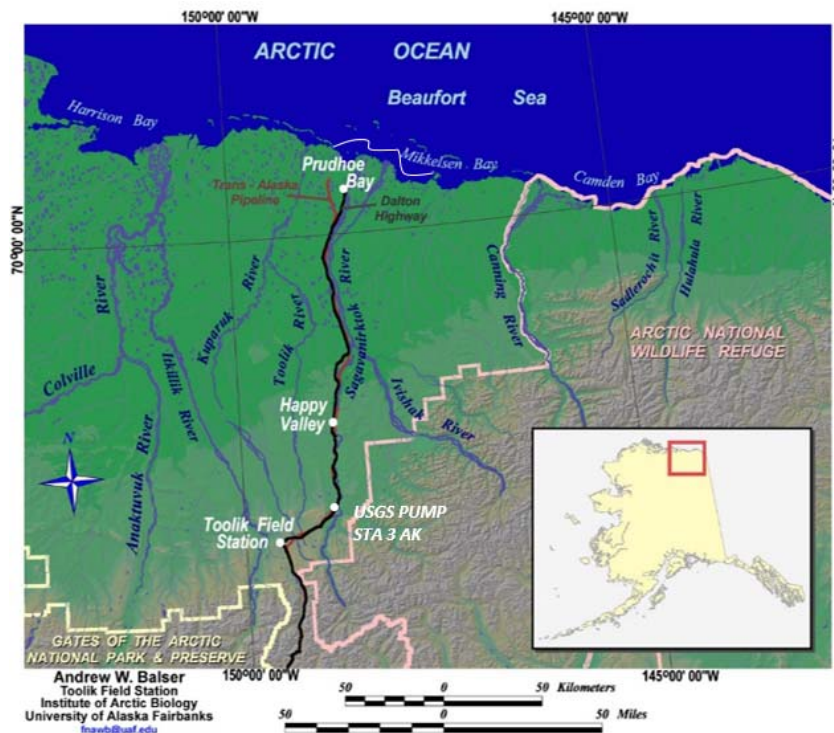 150°00' 00"W
145°00' 00"W
ARCTIC OCEAN
Beaufort Sea
Harrison Bay
Mikkelsen Bay
Camden Bay
Prudhoe
Bay
Trans - Alaska
Pipeline
Dalton
Highway
70°00' 00"N
River
Colville
Itkillik River
Anaktuvuk River
Kuparuk River
Toolik River
Sagavanirktok River
Ivishak River
Canning River
Sadlerochit River
Hulahula River
ARCTIC NATIONAL
WILDLIFE REFUGE
Happy
Valley
N
USGS PUMP
STA 3 AK
Toolik Field
Station
GATES OF THE ARCTIC
NATIONAL PARK & PRESERVE
150°00' 00"W
145°00' 00"W
Andrew W. Balser
Toolik Field Station
Institute of Arctic Biology
University of Alaska Fairbanks
fnawb@uaf.edu
50 0 50 Kilometers
50 0 50 Miles